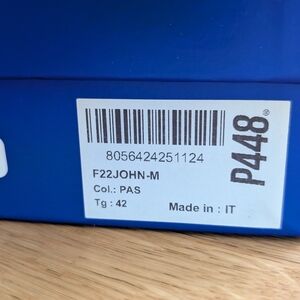 8056424251124
F22JOHN-M
Col.: PAS
Tg : 42
Made in : IT
P448®